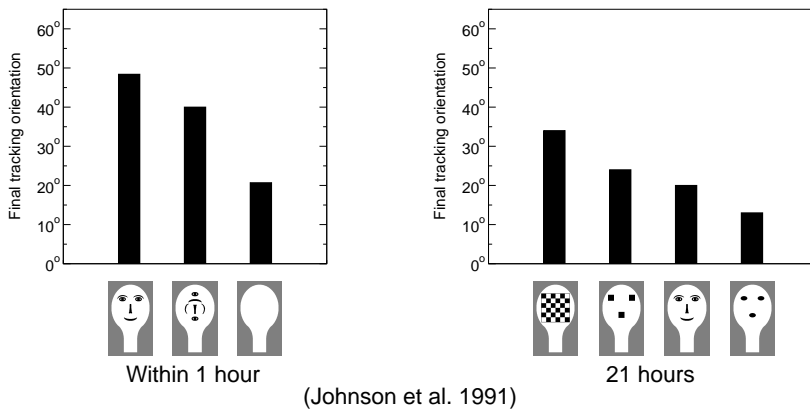 Final tracking orientation
60°
50°
40°
30°
20°
10°
0°
Within 1 hour
Final tracking orientation
60°
50°
40°
30°
20°
10°
0°
21 hours
(Johnson et al. 1991)